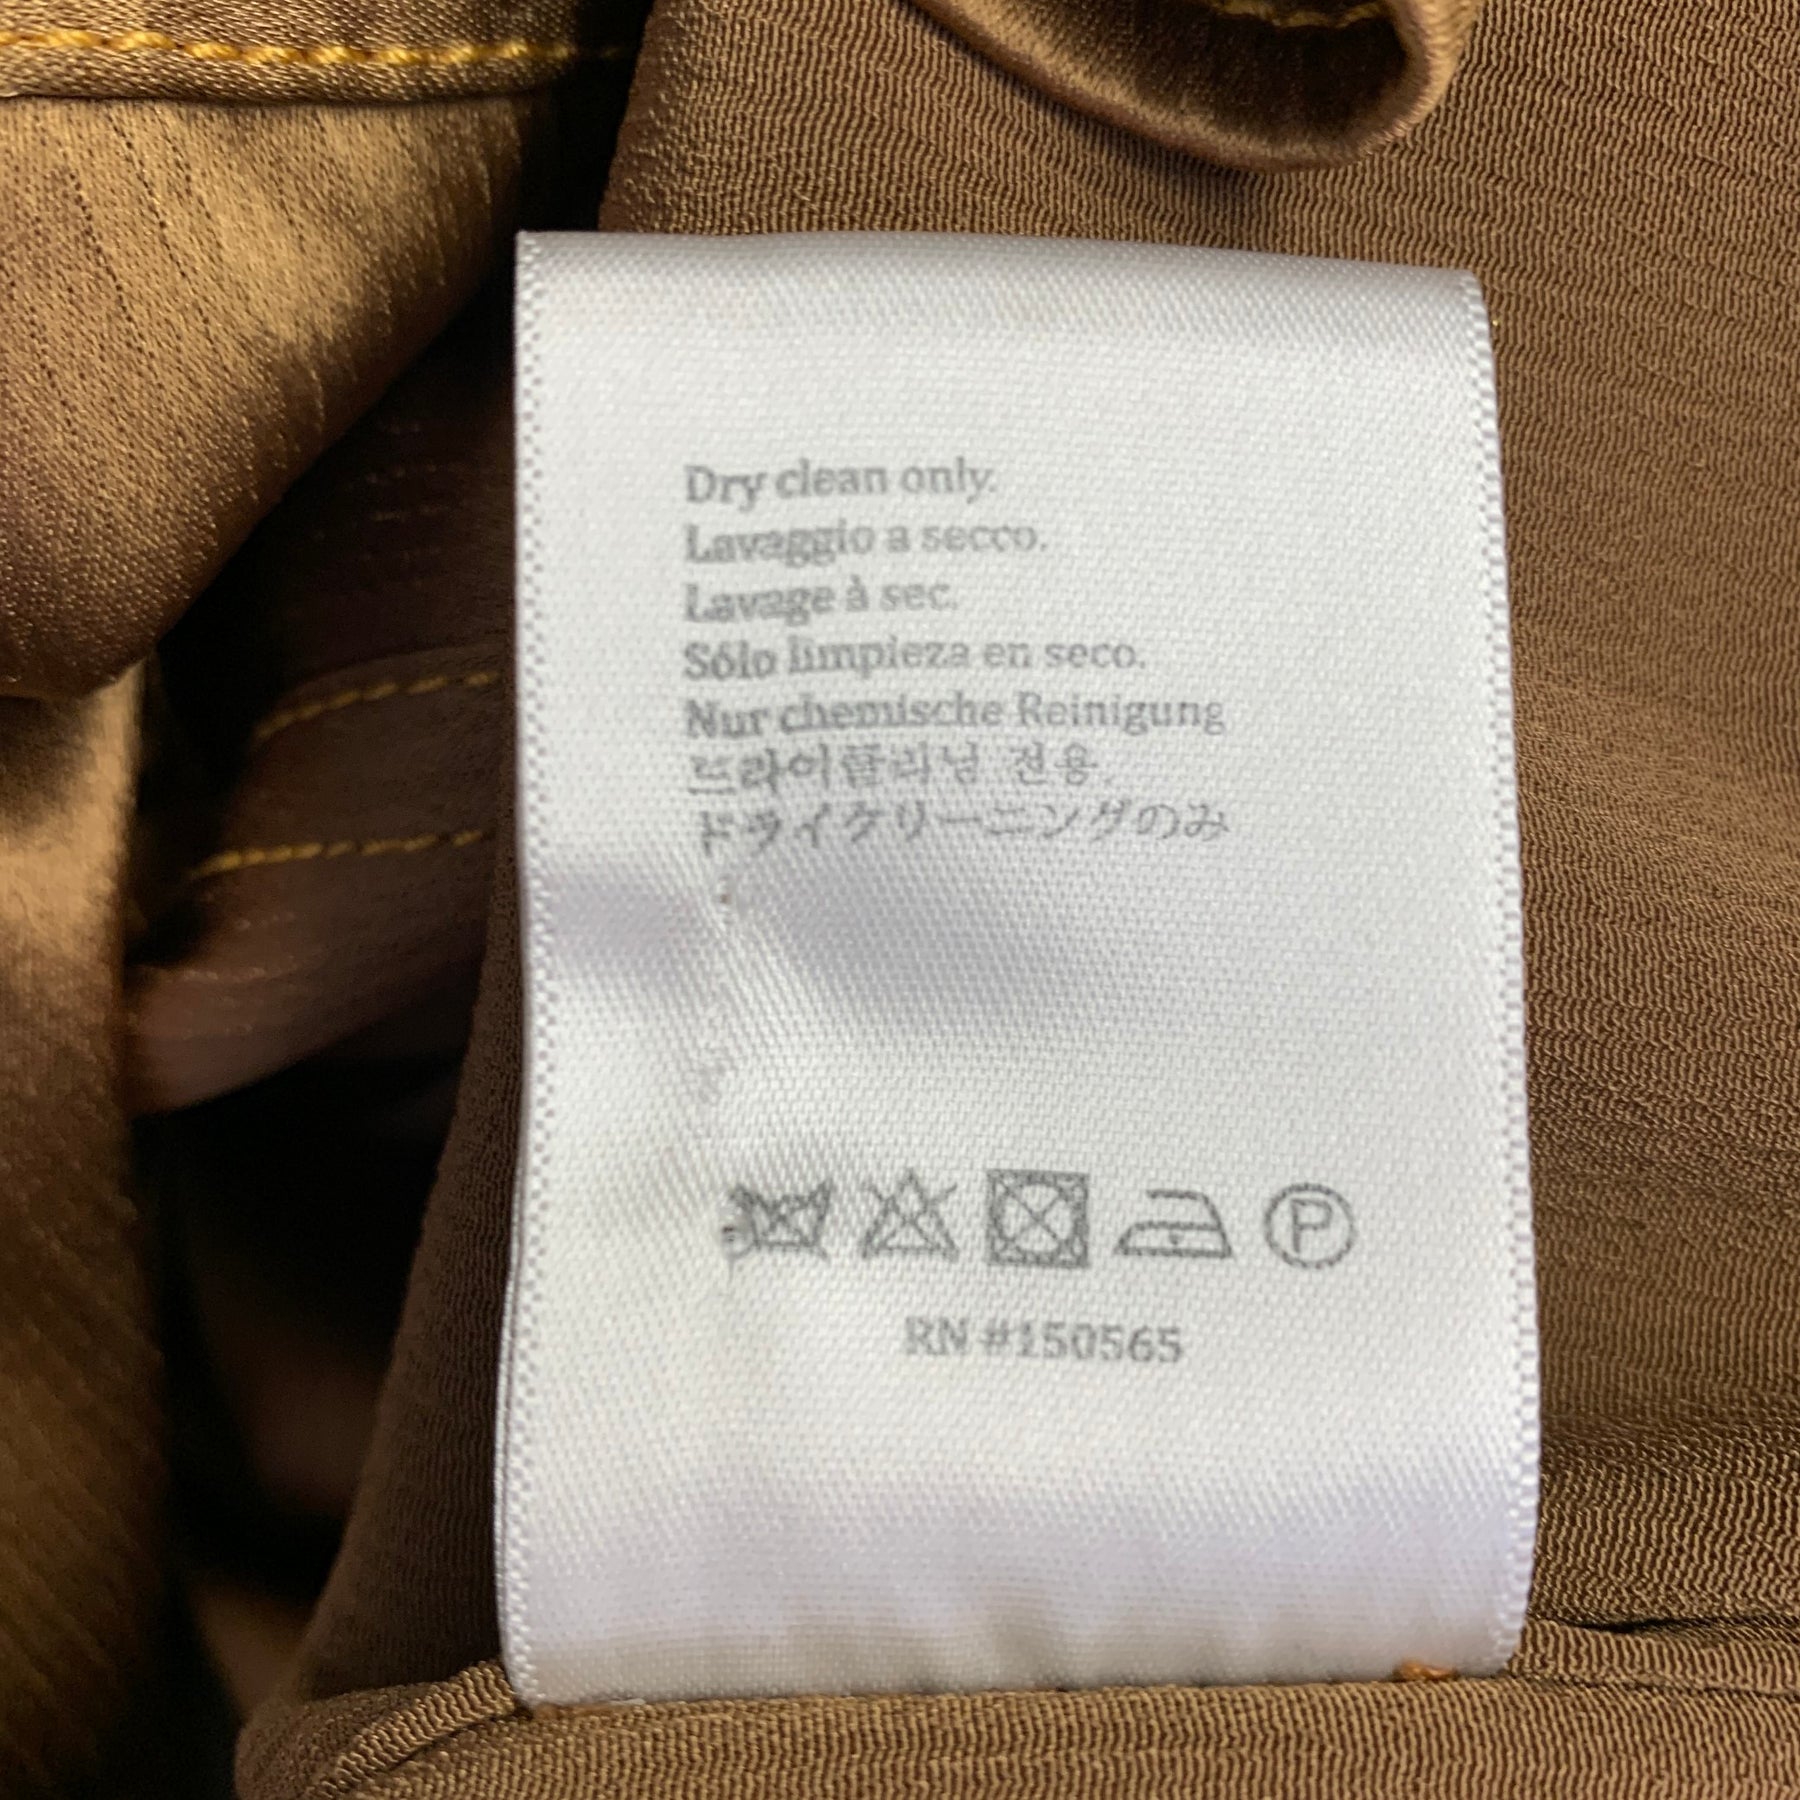 Dry clean only.
Lavaggio a secco.
Lavage à sec.
Sólo limpieza en seco.
Nur chemische Reinigung
드라이클리닝 전용.
ドライクリーニングのみ
P
RN #150565